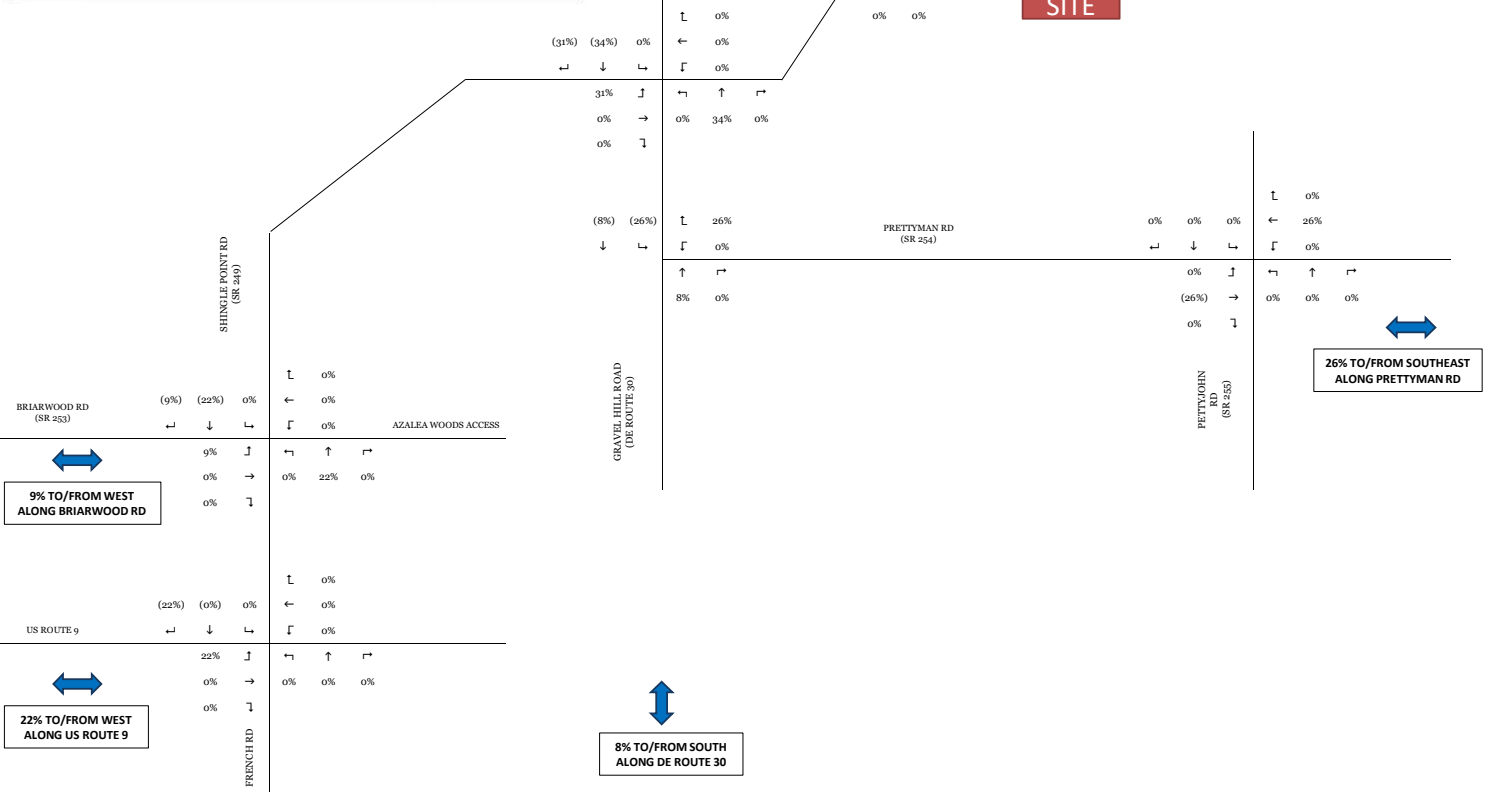 SITE
↑ 0% 0% 0%
(31%) (34%) 0% ← 0%
↵ ↓ ↳ ↓ 0%
31% ↑ ↰ ↑ ↱
0% → 0% 34% 0%
0% ↴
↑ 0%
(8%) (26%) ↑ 26% PRETTYMAN RD 0% 0% 0% ← 26%
(SR 254)
↓ ↳ ↓ 0% ↵ ↓ ↳ ↓ 0%
↑ ↱ 0% ↑ ↰ ↑ ↱
8% 0% (26%) → 0% 0% 0%
0% ↴
SHINGLE POINT RD
(SR 249)
GRAVEL HILL ROAD
(DE ROUTE 30)
PETTYJOHN
RD
(SR 255)
26% TO/FROM SOUTHEAST
ALONG PRETTYMAN RD
↑ 0%
BRIARWOOD RD
(SR 253)
(9%) (22%) 0% ← 0%
↵ ↓ ↳ ↓ 0% AZALEA WOODS ACCESS
9% ↑ ↰ ↑ ↱
0% → 0% 22% 0%
0% ↴
9% TO/FROM WEST
ALONG BRIARWOOD RD
↑ 0%
(22%) (0%) 0% ← 0%
US ROUTE 9 ↵ ↓ ↳ ↓ 0%
22% ↑ ↰ ↑ ↱
0% → 0% 0% 0%
0% ↴
22% TO/FROM WEST
ALONG US ROUTE 9
FRENCH RD
8% TO/FROM SOUTH
ALONG DE ROUTE 30